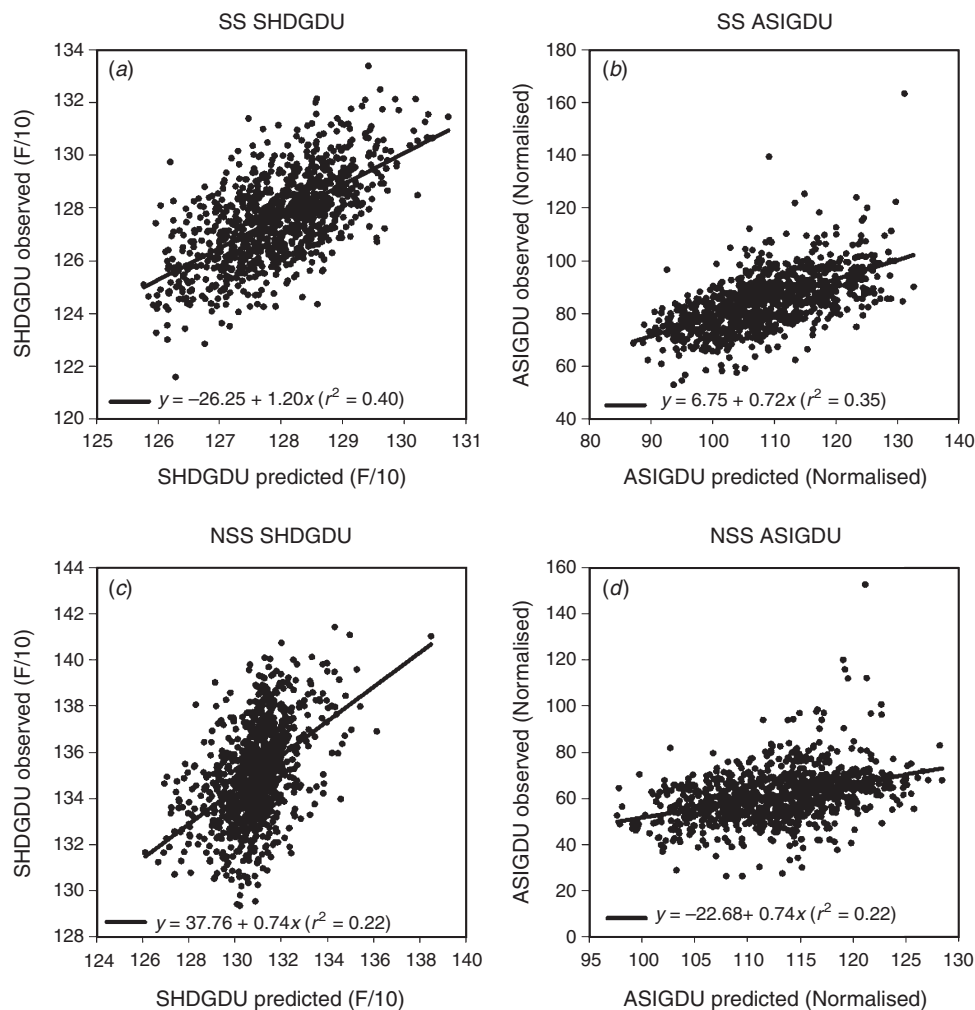 SS SHDGDU
(a)
SHDGDU observed (F/10)
134
132
130
128
126
124
122
120
y = –26.25 + 1.20x (r² = 0.40)
125 126 127 128 129 130 131
SHDGDU predicted (F/10)
SS ASIGDU
(b)
ASIGDU observed (Normalised)
180
160
140
120
100
80
60
40
y = 6.75 + 0.72x (r² = 0.35)
80 90 100 110 120 130 140
ASIGDU predicted (Normalised)
NSS SHDGDU
(c)
SHDGDU observed (F/10)
144
142
140
138
136
134
132
130
128
y = 37.76 + 0.74x (r² = 0.22)
124 126 128 130 132 134 136 138 140
SHDGDU predicted (F/10)
NSS ASIGDU
(d)
ASIGDU observed (Normalised)
160
140
120
100
80
60
40
20
0
y = –22.68+ 0.74x (r² = 0.22)
95 100 105 110 115 120 125 130
ASIGDU predicted (Normalised)